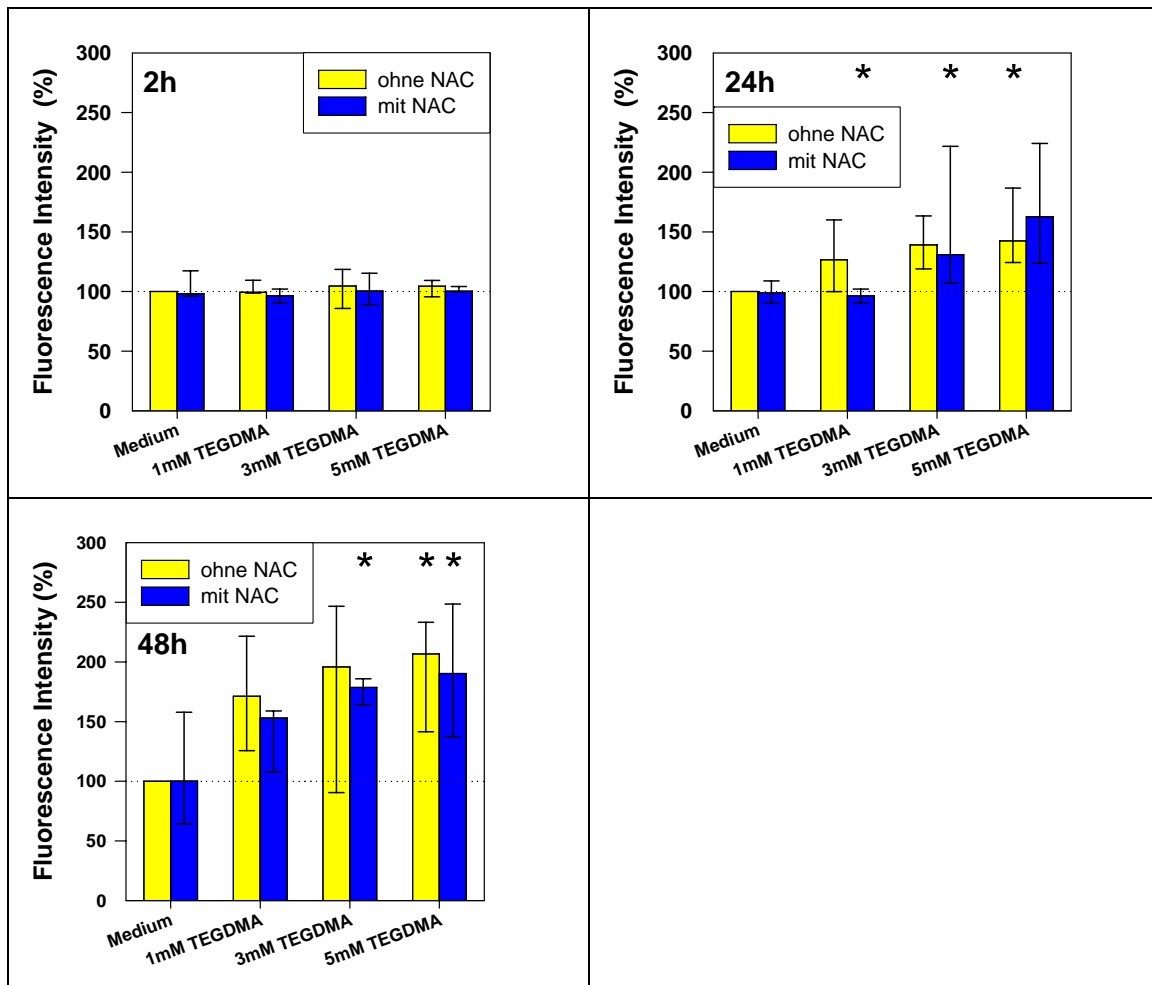 Fluorescence Intensity (%)
300
250
200
150
100
50
0
2h
ohne NAC
mit NAC
Medium
1mM TEGDMA
3mM TEGDMA
5mM TEGDMA
Fluorescence Intensity (%)
300
250
200
150
100
50
0
24h
* * *
ohne NAC
mit NAC
Medium
1mM TEGDMA
3mM TEGDMA
5mM TEGDMA
Fluorescence Intensity (%)
300
250
200
150
100
50
0
ohne NAC
mit NAC
* * *
48h
Medium
1mM TEGDMA
3mM TEGDMA
5mM TEGDMA